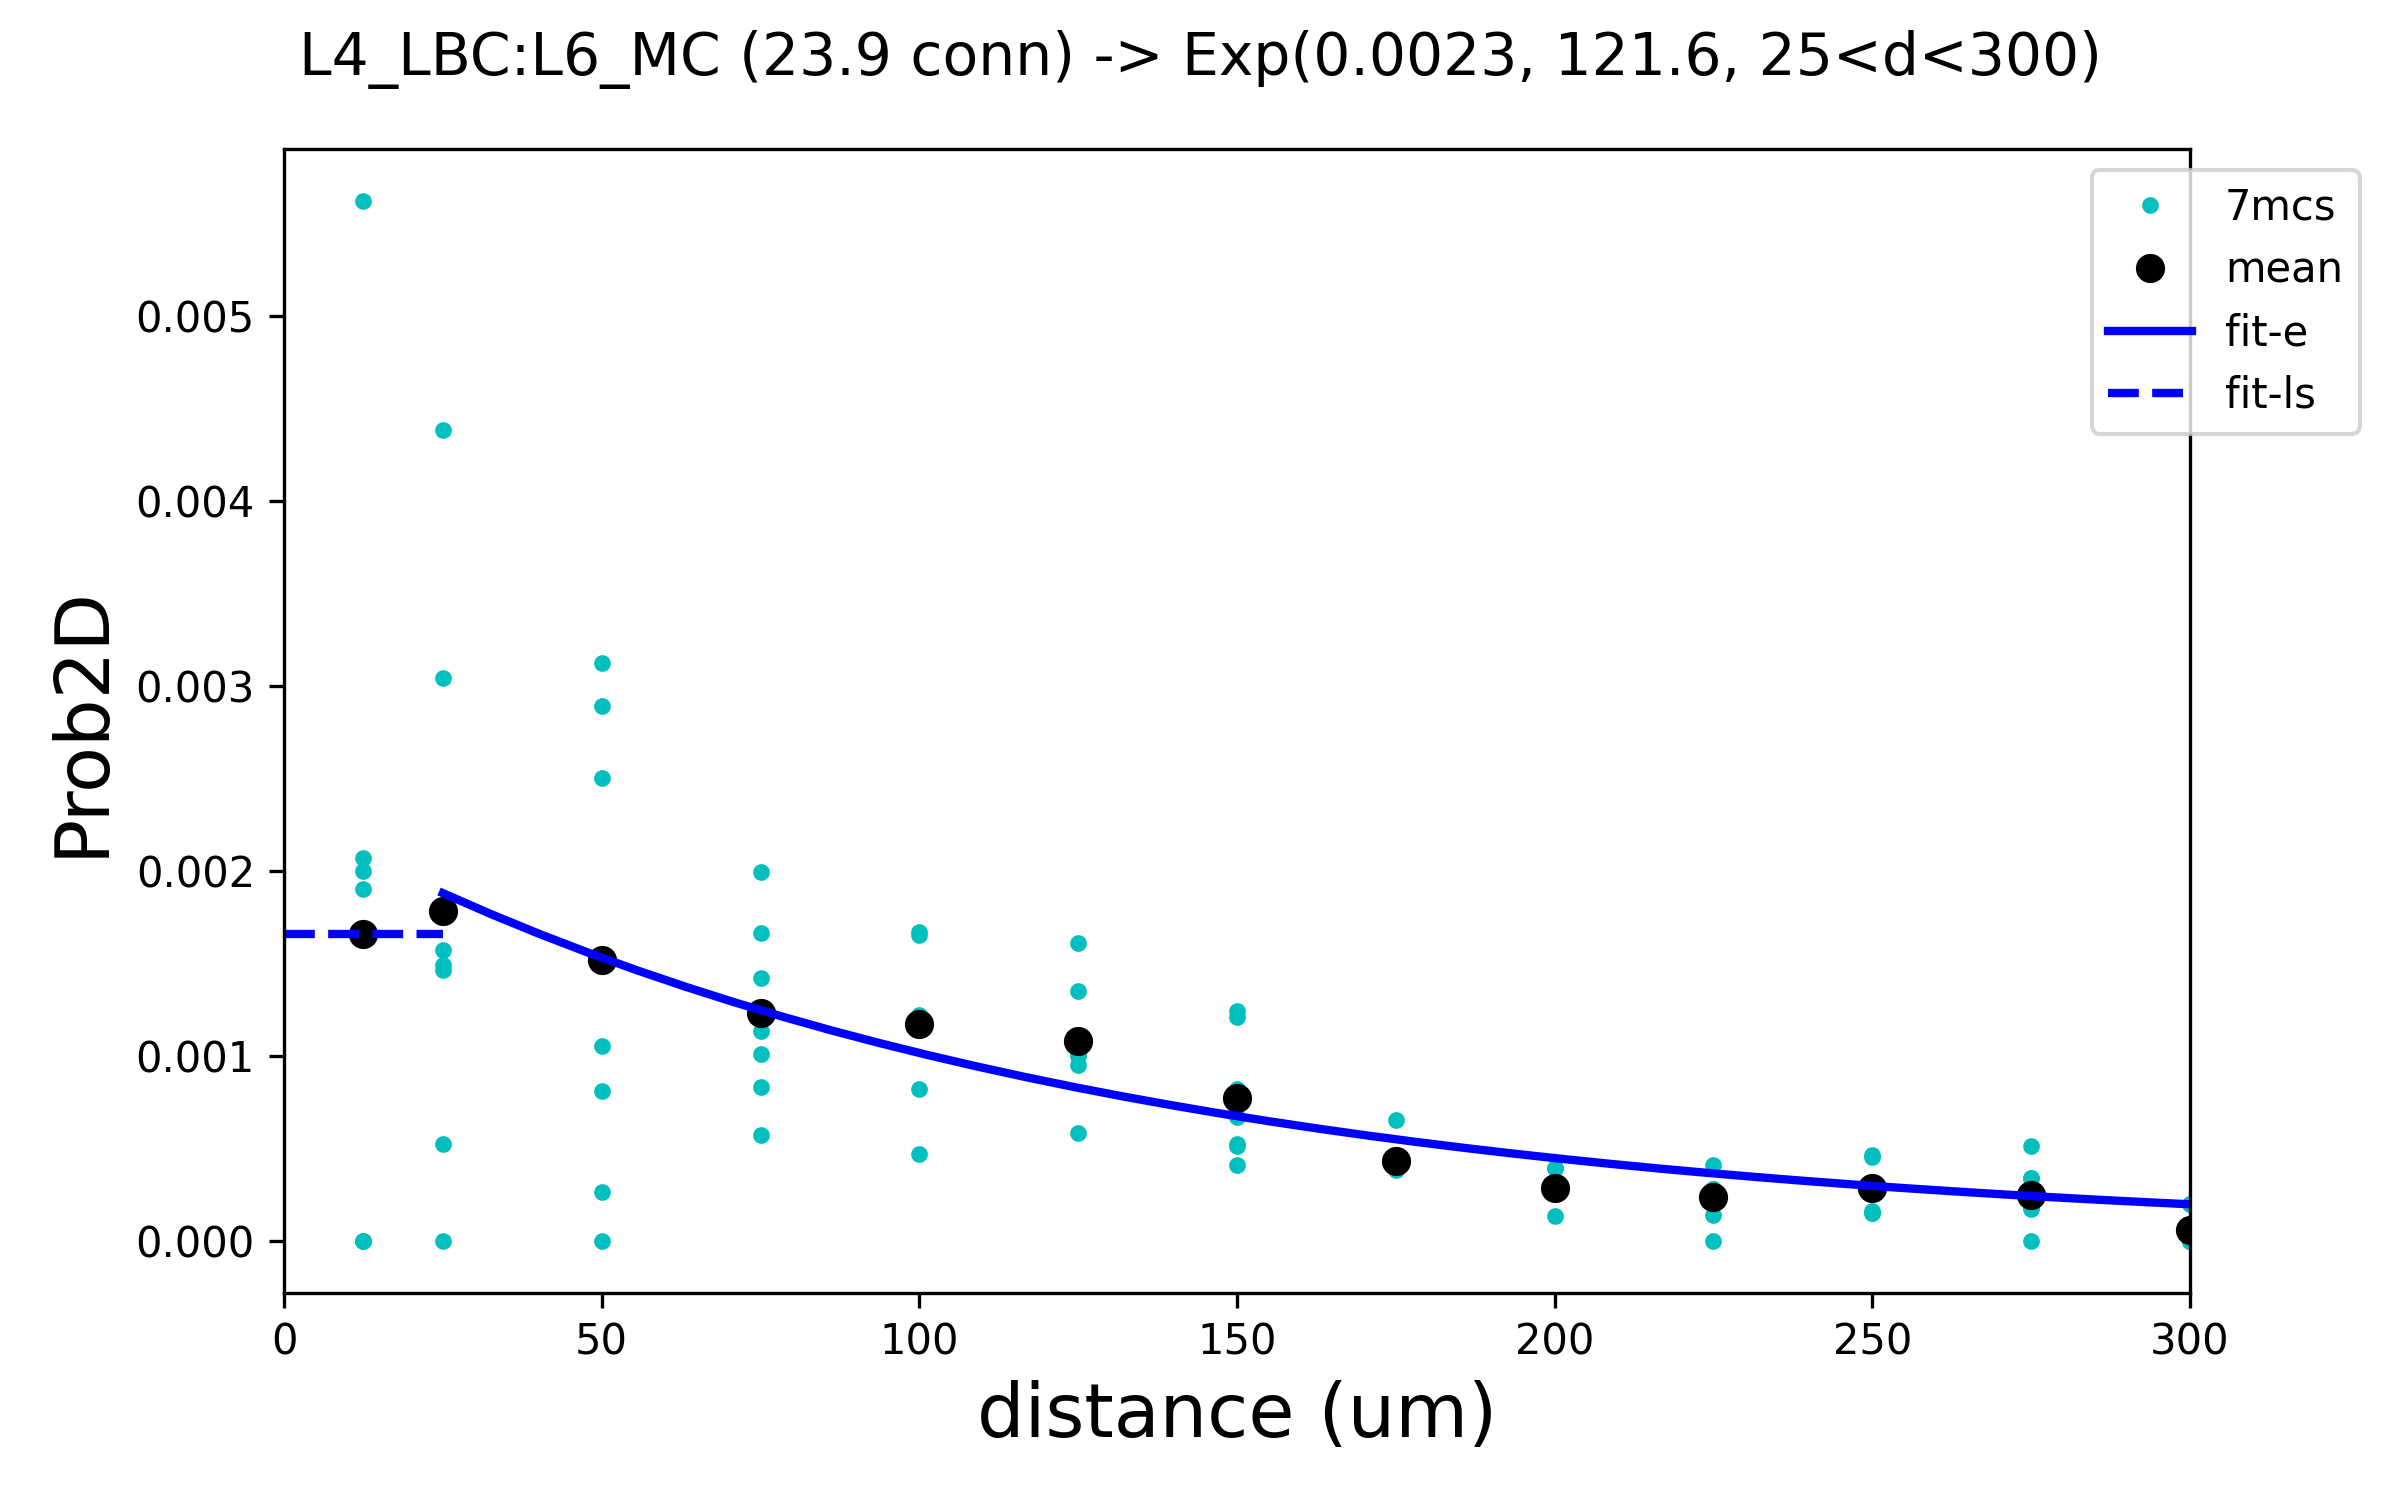 L4_LBC:L6_MC (23.9 conn) -> Exp(0.0023, 121.6, 25<d<300)
7mcs
mean
fit-e
fit-ls
Prob2D
0.005
0.004
0.003
0.002
0.001
0.000
0 50 100 150 200 250 300
distance (um)